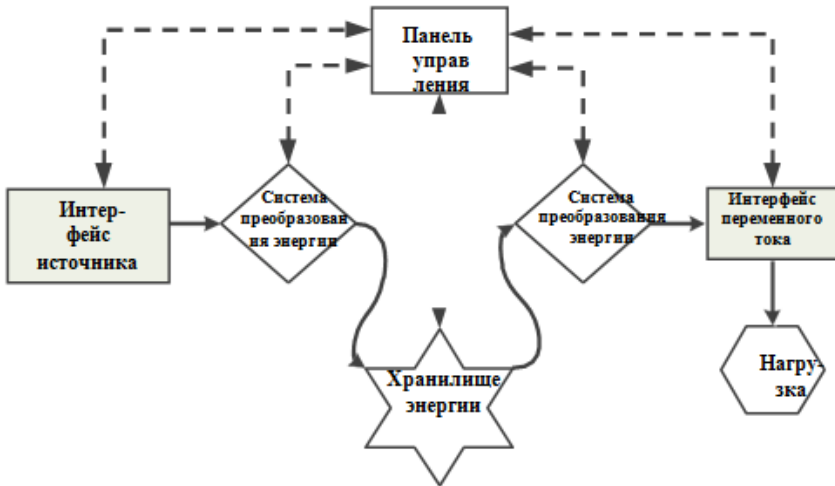 Панель
управ
ления
Интер-
фейс
источника
Система
преобразован
ия энергии
Система
преобразования
энергии
Интерфейс
переменного
тока
Хранилище
энергии
Нагру-
зка